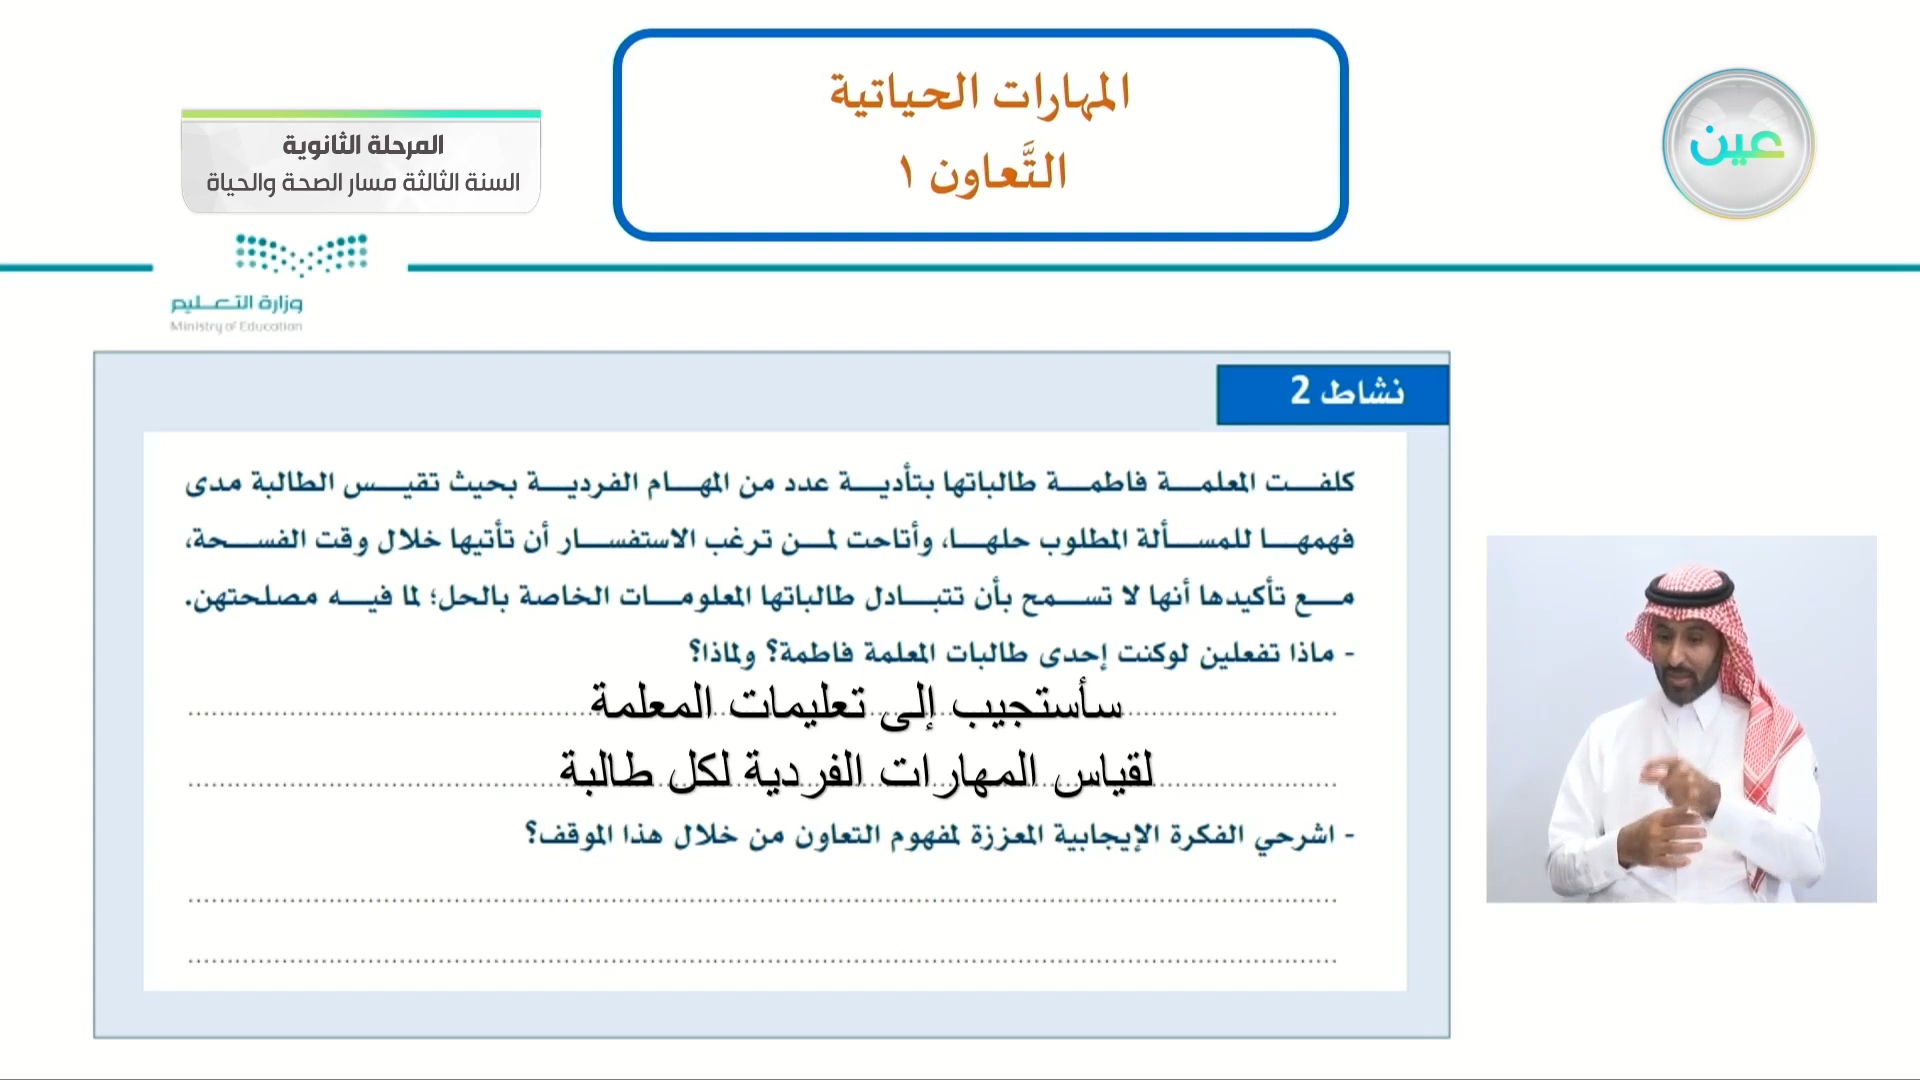 المهارات الحياتية
التَّعاون ١
عين
المرحلة الثانوية
السنة الثالثة مسار الصحة والحياة
وزارة التعليم
Ministry of Education
نشاط 2
كلفت المعلمة فاطمة طالباتها بتأدية عدد من المهام الفردية بحيث تقيس الطالبة مدى
فهمها للمسألة المطلوب حلها، وأتاحت لمن ترغب الاستفسار أن تأتيها خلال وقت الفسحة،
مع تأكيدها أنها لا تسمح بأن تتبادل طالباتها المعلومات الخاصة بالحل؛ لما فيه مصلحتهن.
- ماذا تفعلين لوكنت إحدى طالبات المعلمة فاطمة؟ ولماذا؟
سأستجيب إلى تعليمات المعلمة
لقياس المهارات الفردية لكل طالبة
- اشرحي الفكرة الإيجابية المعززة لمفهوم التعاون من خلال هذا الموقف؟